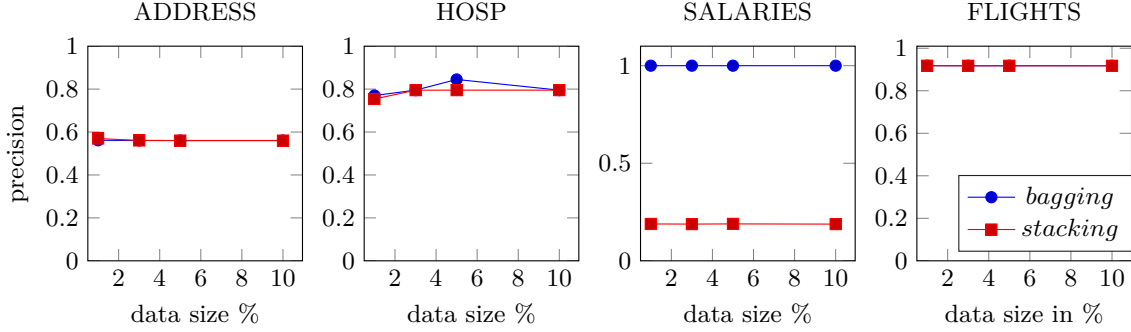 ADDRESS
1
0.8
0.6
0.4
0.2
0
2 4 6 8 10
data size %
precision
HOSP
1
0.8
0.6
0.4
0.2
0
2 4 6 8 10
data size %
SALARIES
1
0.5
0
2 4 6 8 10
data size %
FLIGHTS
1
0.8
0.6
0.4
0.2
0
2 4 6 8 10
data size in %
bagging
stacking